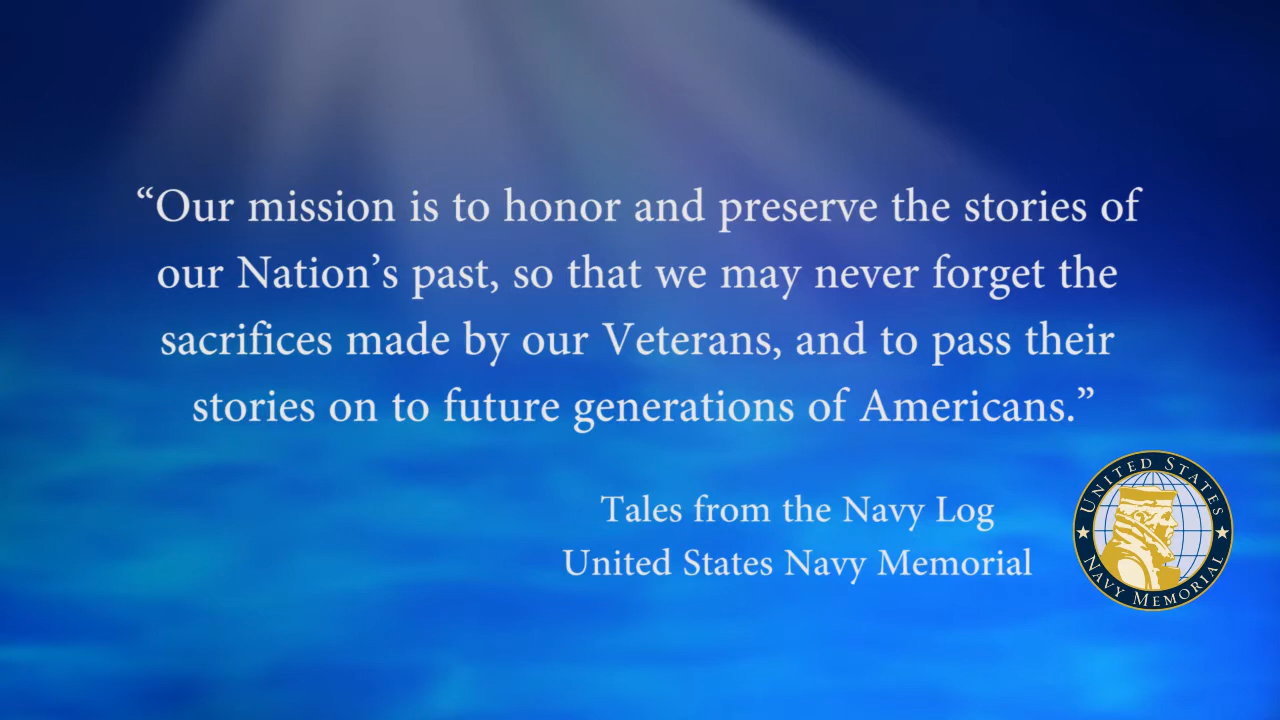 “Our mission is to honor and preserve the stories of
our Nation’s past, so that we may never forget the
sacrifices made by our Veterans, and to pass their
stories on to future generations of Americans.”
Tales from the Navy Log
United States Navy Memorial
UNITED STATES
NAVY MEMORIAL